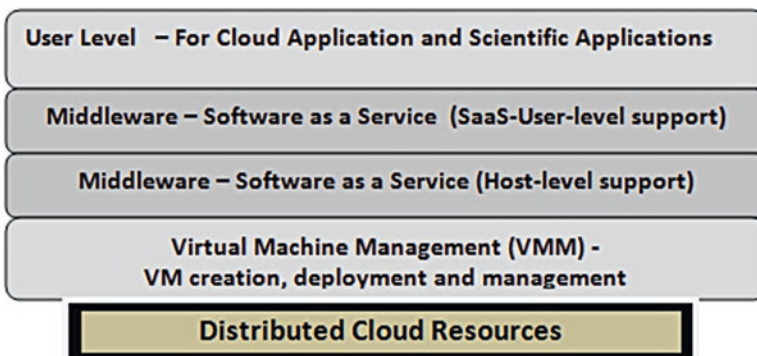 User Level – For Cloud Application and Scientific Applications
Middleware – Software as a Service (SaaS-User-level support)
Middleware – Software as a Service (Host-level support)
Virtual Machine Management (VMM) -
VM creation, deployment and management
Distributed Cloud Resources